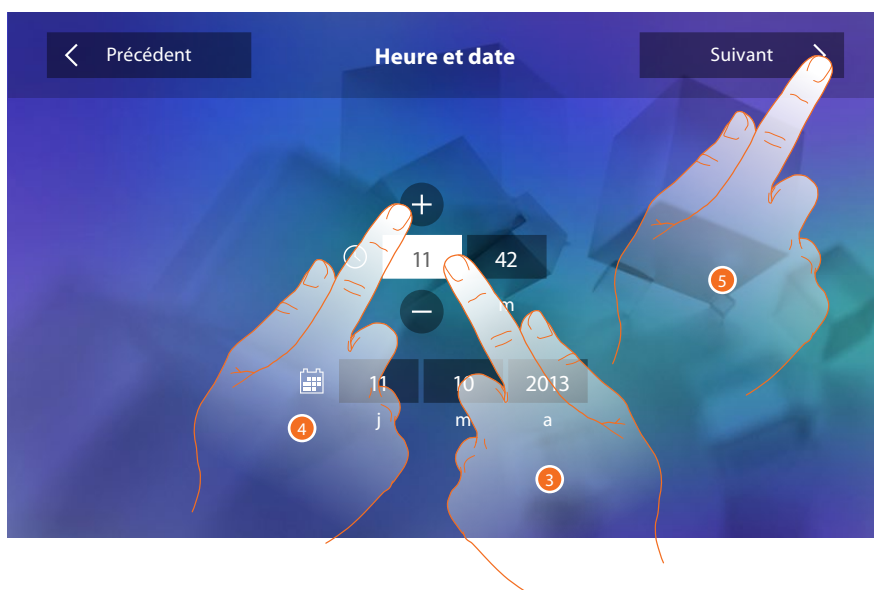 Précédent
Heure et date
Suivant
+
11
42
5
−
m
11
10
2013
4
j
m
a
3